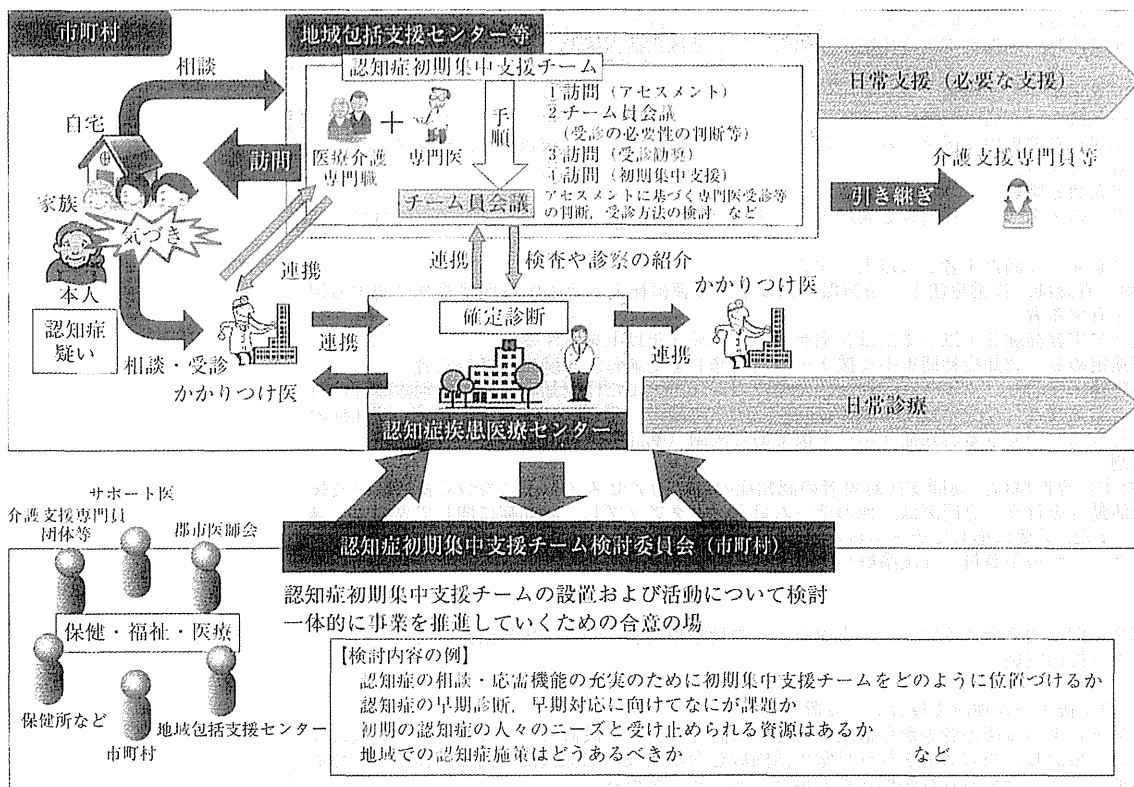 市町村
地域包括支援センター等
相談
認知症初期集中支援チーム
日常支援（必要な支援）
①訪問（アセスメント）
②チーム員会議
（受診の必要性の判断等）
③訪問（受診勧奨）
④訪問（初期集中支援）
アセスメントに基づく専門医受診等
の判断，受診方法の検討　など
手順
自宅
訪問
医療介護
専門職
＋
専門医
チーム員会議
介護支援専門員等
引き継ぎ
家族
気づき
本人
認知症
疑い
連携
連携
検査や診察の紹介
かかりつけ医
確定診断
相談・受診
連携
連携
かかりつけ医
日常診療
認知症疾患医療センター
サポート医
介護支援専門員
団体等
郡市医師会
保健・福祉・医療
保健所など
市町村
地域包括支援センター
認知症初期集中支援チーム検討委員会（市町村）
認知症初期集中支援チームの設置および活動について検討
一体的に事業を推進していくための合意の場
【検討内容の例】
認知症の相談・応需機能の充実のために初期集中支援チームをどのように位置づけるか
認知症の早期診断，早期対応に向けてなにが課題か
初期の認知症の人々のニーズと受け止められる資源はあるか
地域での認知症施策はどうあるべきか　など